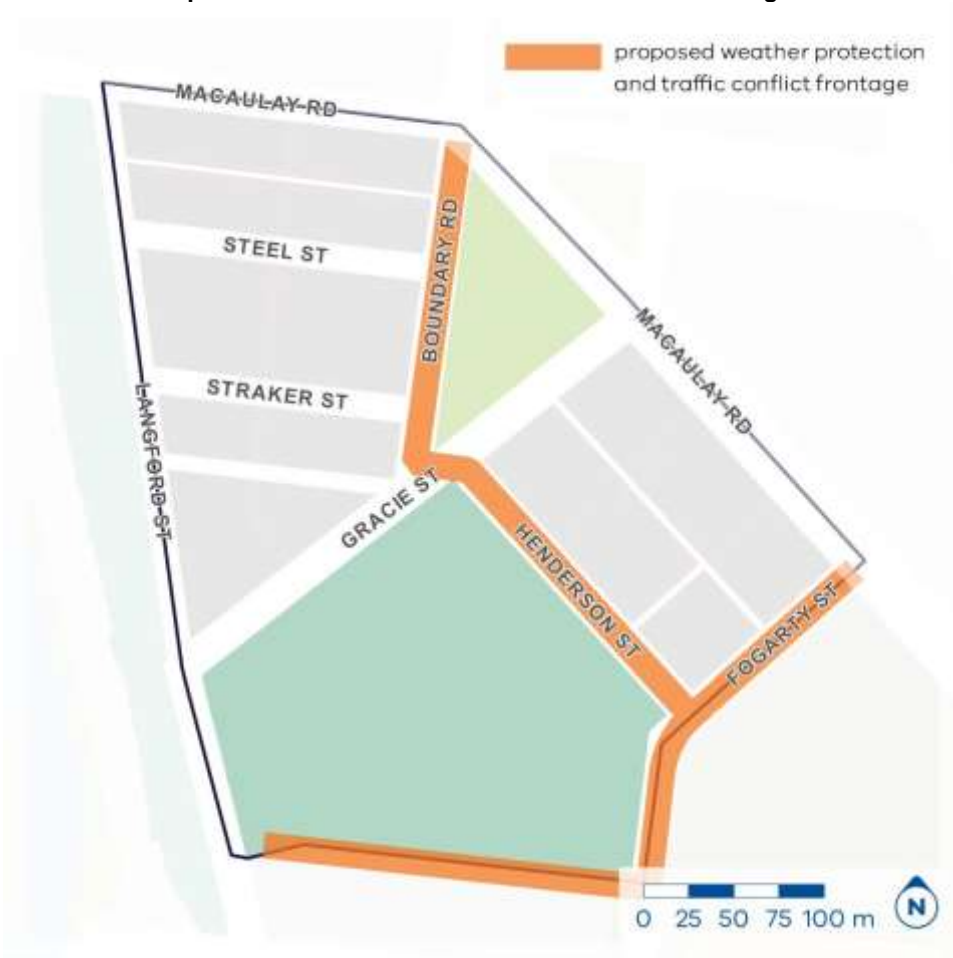 proposed weather protection
and traffic conflict frontage
MACAULAY RD
STEEL ST
BOUNDARY RD
MACAULAY RD
STRAKER ST
LANGFORD ST
GRACIE ST
HENDERSON ST
FOGARTY ST
N
0 25 50 75 100 m